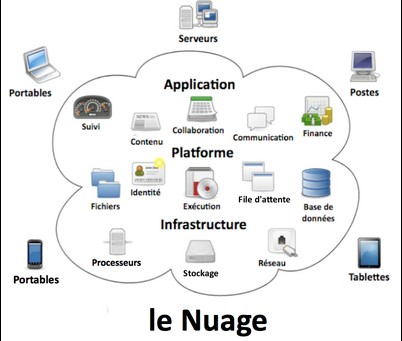 Serveurs
Application
Portables
Postes
Suivi
Contenu
Collaboration
Communication
Finance
Platforme
Fichiers
Identité
Exécution
File d'attente
Base de
données
Infrastructure
Processeurs
Stockage
Réseau
Portables
Tablettes
le Nuage